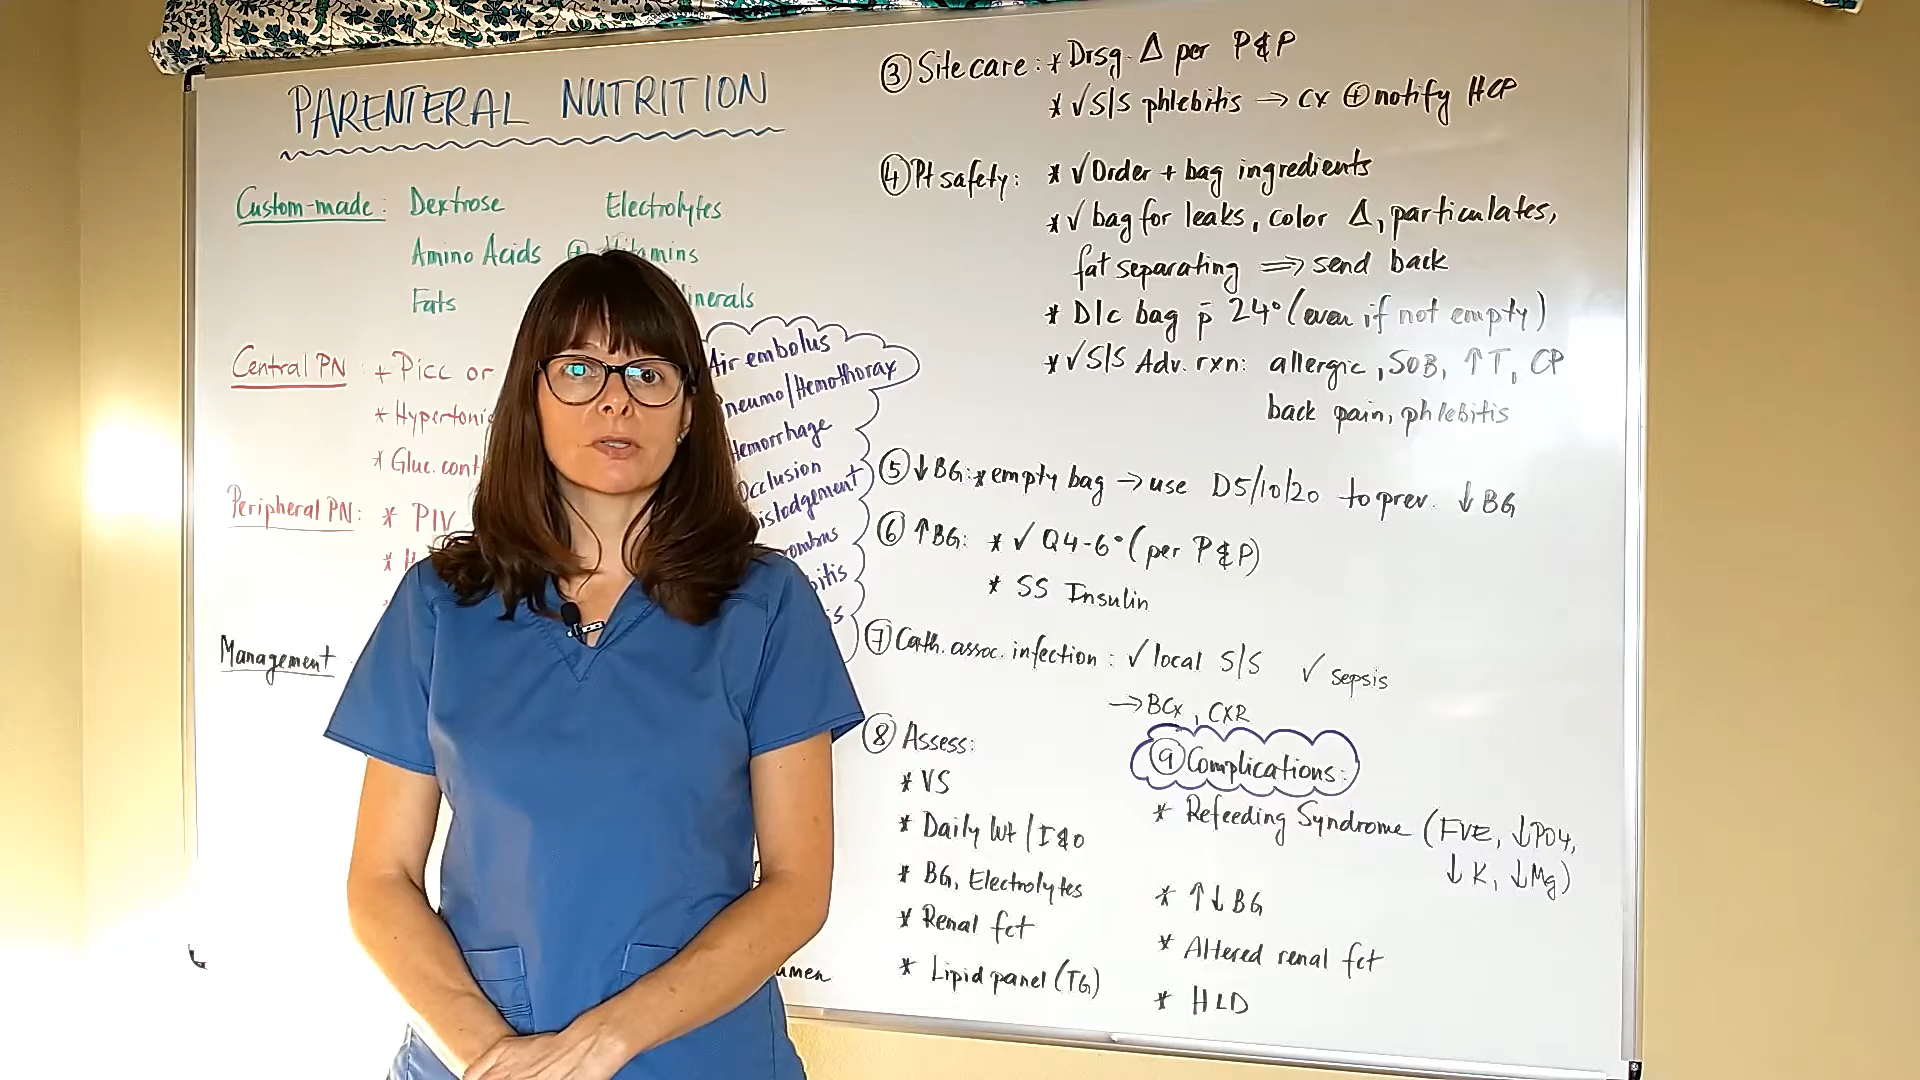 PARENTERAL NUTRITION
Custom-made: Dextrose Electrolytes
Amino Acids ⊕
Fats
Central PN + Picc or
* Hypertonic
* Gluc.
Peripheral PN: * PIV
*
Management
Air embolus
Pneumo/Hemothorax
Hemorrhage
Occlusion
③ Site care: * Drsg. Δ per P&P
* √ S/S phlebitis → CX ⊕ notify HCP
④ Pt safety: * √ Order + bag ingredients
* √ bag for leaks, color Δ, particulates,
fat separating ⇒ send back
* D/c bag p̄ 24° (even if not empty)
* √ S/S Adv. rxn: allergic, SOB, ↑T, CP
back pain, phlebitis
⑤ ↓BG: * empty bag → use D5/10/20 to prev. ↓BG
⑥ ↑BG: * √ Q4-6° (per P&P)
* SS Insulin
⑦ Cath. assoc. infection: √ local S/S √ sepsis
→ BCx, CXR
⑧ Assess:
* VS
* Daily Wt/I&O
* BG, Electrolytes
* Renal fct
* Lipid panel (TG)
⑨ Complications:
* Refeeding Syndrome (FVE, ↓PO4,
↓K, ↓Mg)
* ↑↓BG
* Altered renal fct
* HLD